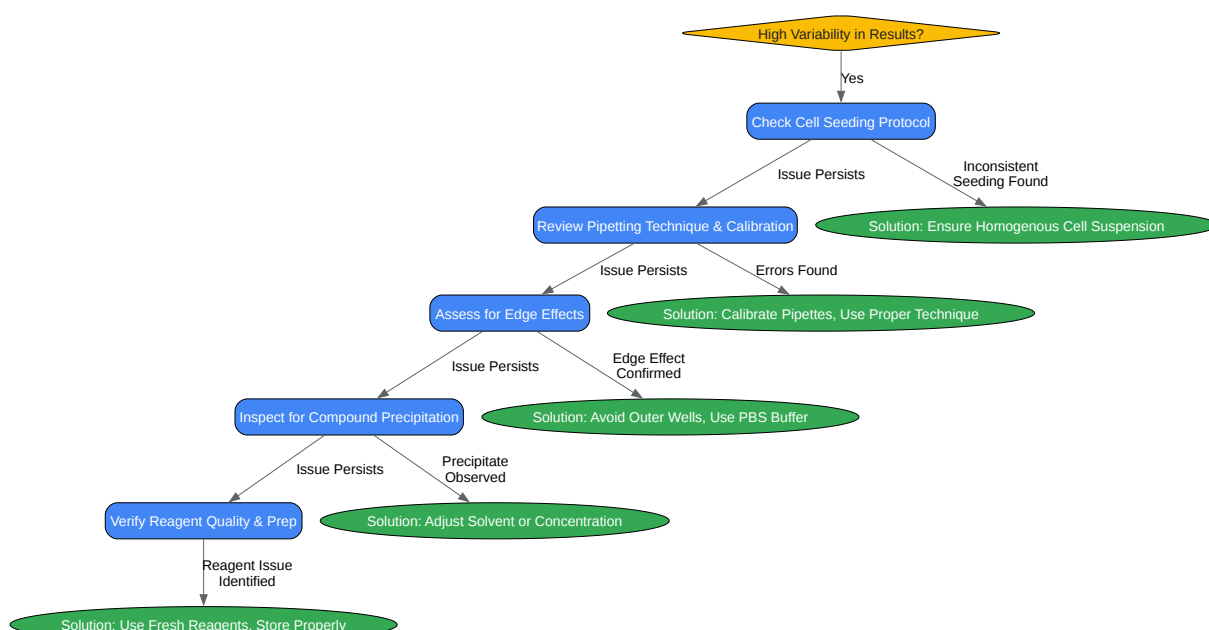 High Variability in Results?
Yes
Check Cell Seeding Protocol
Issue Persists
Inconsistent
Seeding Found
Review Pipetting Technique & Calibration
Solution: Ensure Homogenous Cell Suspension
Issue Persists
Errors Found
Assess for Edge Effects
Solution: Calibrate Pipettes, Use Proper Technique
Issue Persists
Edge Effect
Confirmed
Inspect for Compound Precipitation
Solution: Avoid Outer Wells, Use PBS Buffer
Issue Persists
Precipitate
Observed
Verify Reagent Quality & Prep
Solution: Adjust Solvent or Concentration
Reagent Issue
Identified
Solution: Use Fresh Reagents, Store Properly